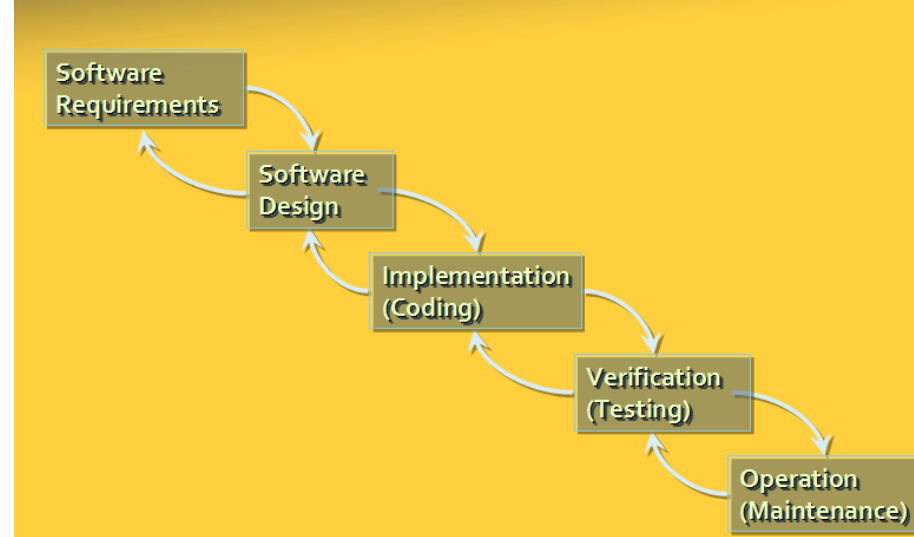 Software
Requirements
Software
Design
Implementation
(Coding)
Verification
(Testing)
Operation
(Maintenance)